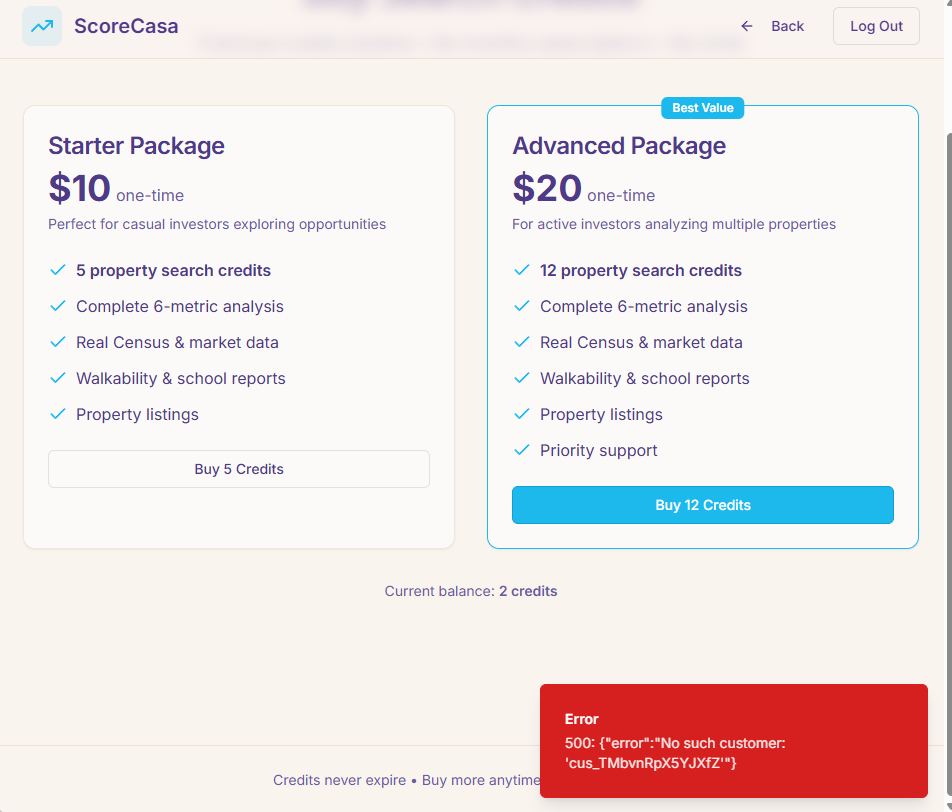 ScoreCasa
Back
Log Out
Starter Package
$10 one-time
Perfect for casual investors exploring opportunities
5 property search credits
Complete 6-metric analysis
Real Census & market data
Walkability & school reports
Property listings
Buy 5 Credits
Best Value
Advanced Package
$20 one-time
For active investors analyzing multiple properties
12 property search credits
Complete 6-metric analysis
Real Census & market data
Walkability & school reports
Property listings
Priority support
Buy 12 Credits
Current balance: 2 credits
Credits never expire • Buy more anytime
Error
500: {"error":"No such customer:
'cus_TMbvnRpX5YJXfZ'"}